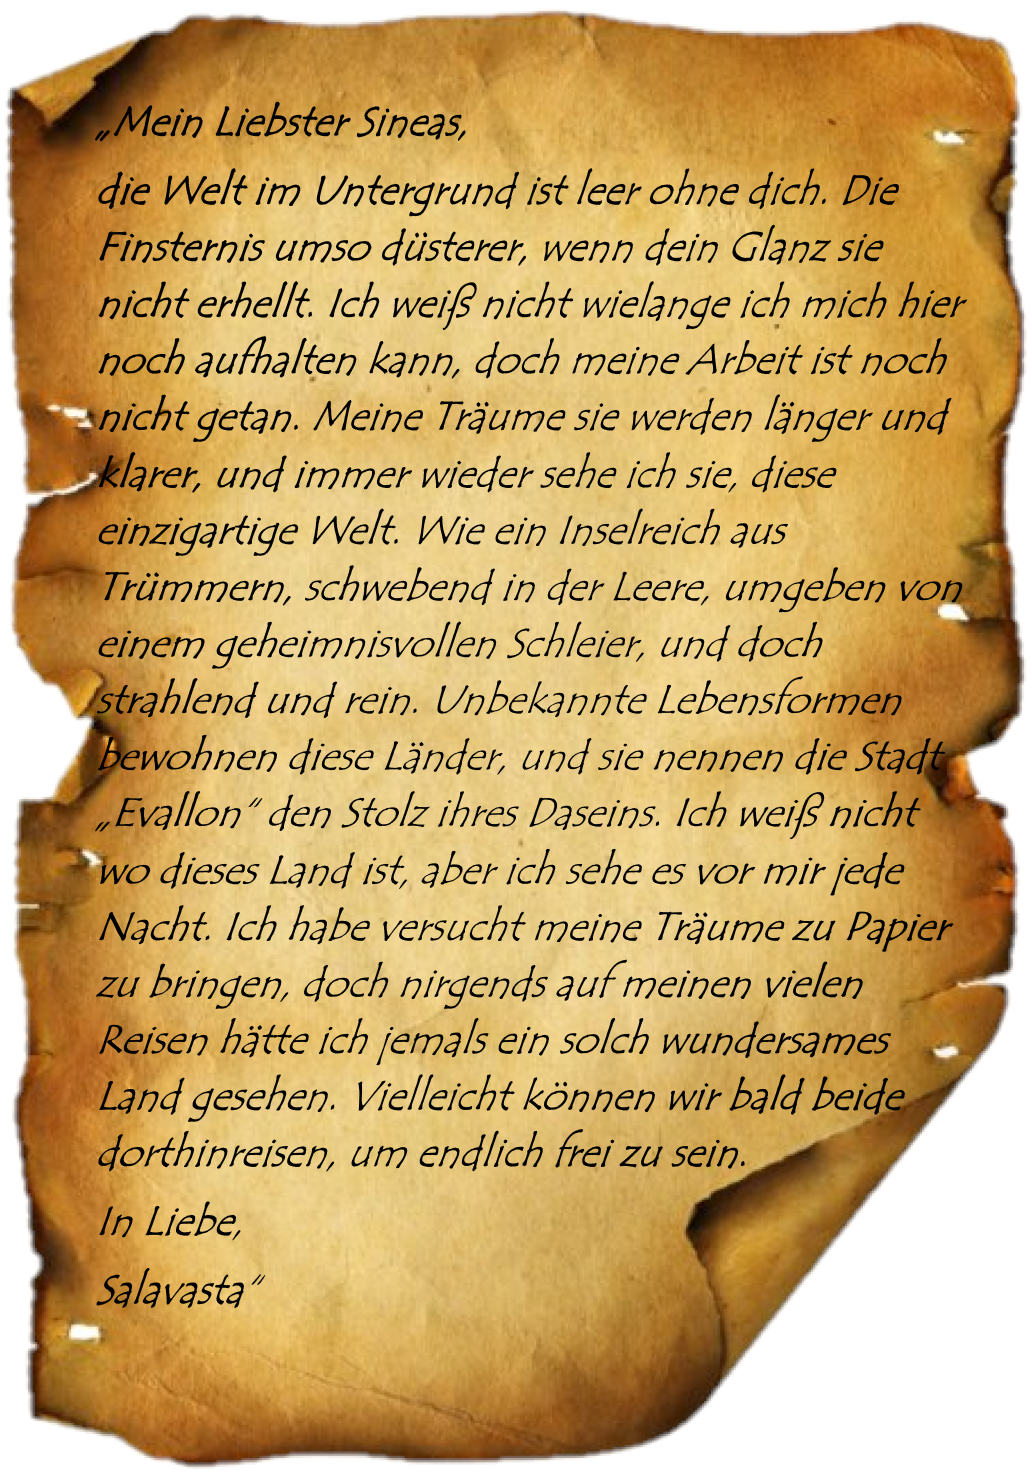 „Mein Liebster Sineas,
die Welt im Untergrund ist leer ohne dich. Die
Finsternis umso düsterer, wenn dein Glanz sie
nicht erhellt. Ich weiß nicht wielange ich mich hier
noch aufhalten kann, doch meine Arbeit ist noch
nicht getan. Meine Träume sie werden länger und
klarer, und immer wieder sehe ich sie, diese
einzigartige Welt. Wie ein Inselreich aus
Trümmern, schwebend in der Leere, umgeben von
einem geheimnisvollen Schleier, und doch
strahlend und rein. Unbekannte Lebensformen
bewohnen diese Länder, und sie nennen die Stadt
„Evallon“ den Stolz ihres Daseins. Ich weiß nicht
wo dieses Land ist, aber ich sehe es vor mir jede
Nacht. Ich habe versucht meine Träume zu Papier
zu bringen, doch nirgends auf meinen vielen
Reisen hätte ich jemals ein solch wundersames
Land gesehen. Vielleicht können wir bald beide
dorthinreisen, um endlich frei zu sein.
In Liebe,
Salavasta“